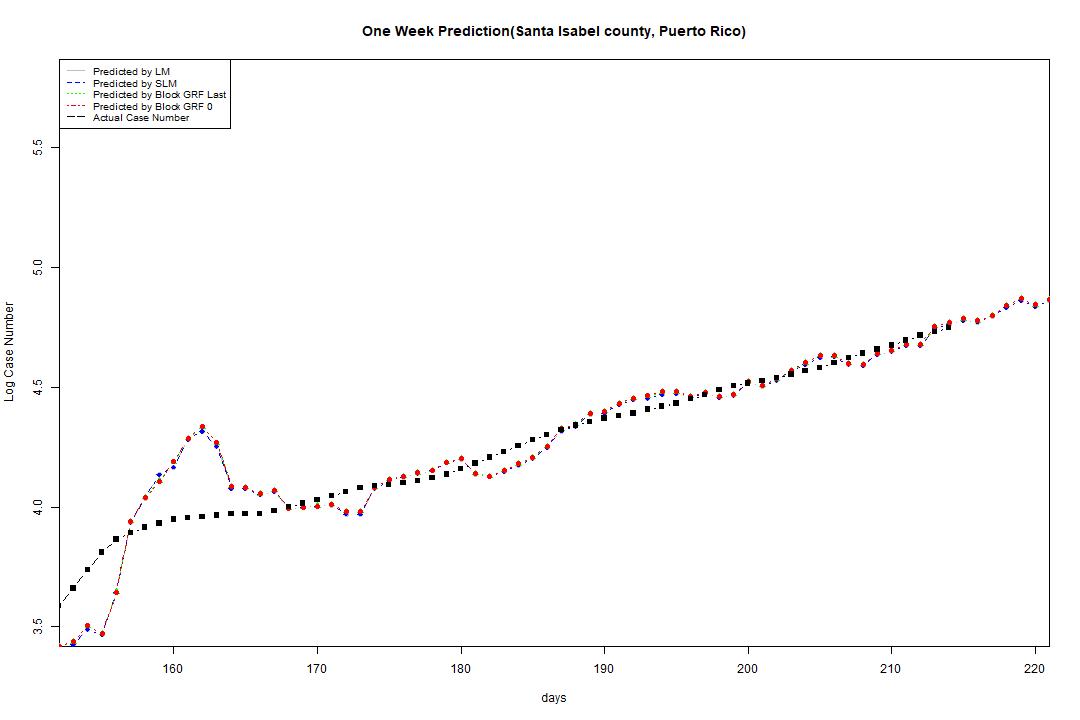 One Week Prediction(Santa Isabel county, Puerto Rico)
Predicted by LM
Predicted by SLM
Predicted by Block GRF Last
Predicted by Block GRF 0
Actual Case Number
5.5
5.0
4.5
4.0
3.5
Log Case Number
160 170 180 190 200 210 220
days